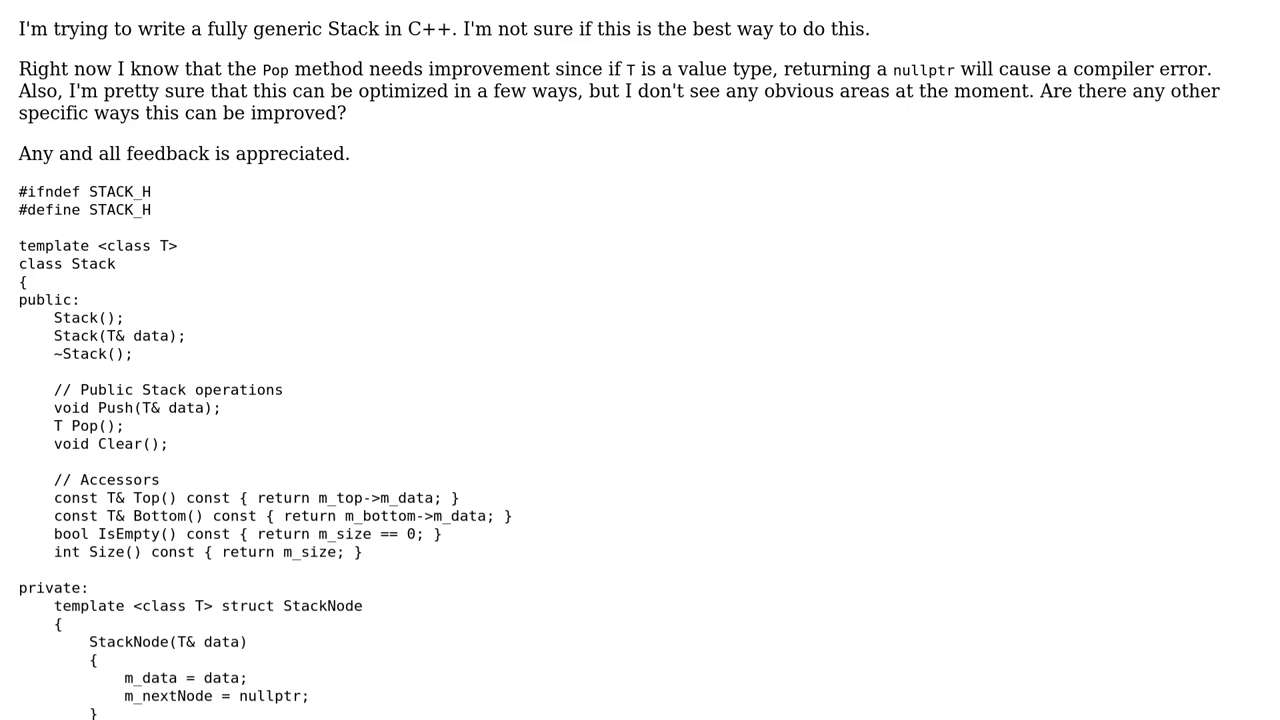 I'm trying to write a fully generic Stack in C++. I'm not sure if this is the best way to do this.
Right now I know that the Pop method needs improvement since if T is a value type, returning a nullptr will cause a compiler error.
Also, I'm pretty sure that this can be optimized in a few ways, but I don't see any obvious areas at the moment. Are there any other
specific ways this can be improved?
Any and all feedback is appreciated.
#ifndef STACK_H
#define STACK_H
template <class T>
class Stack
{
public:
    Stack();
    Stack(T& data);
    ~Stack();
    // Public Stack operations
    void Push(T& data);
    T Pop();
    void Clear();
    // Accessors
    const T& Top() const { return m_top->m_data; }
    const T& Bottom() const { return m_bottom->m_data; }
    bool IsEmpty() const { return m_size == 0; }
    int Size() const { return m_size; }
private:
    template <class T> struct StackNode
    {
        StackNode(T& data)
        {
            m_data = data;
            m_nextNode = nullptr;
        }